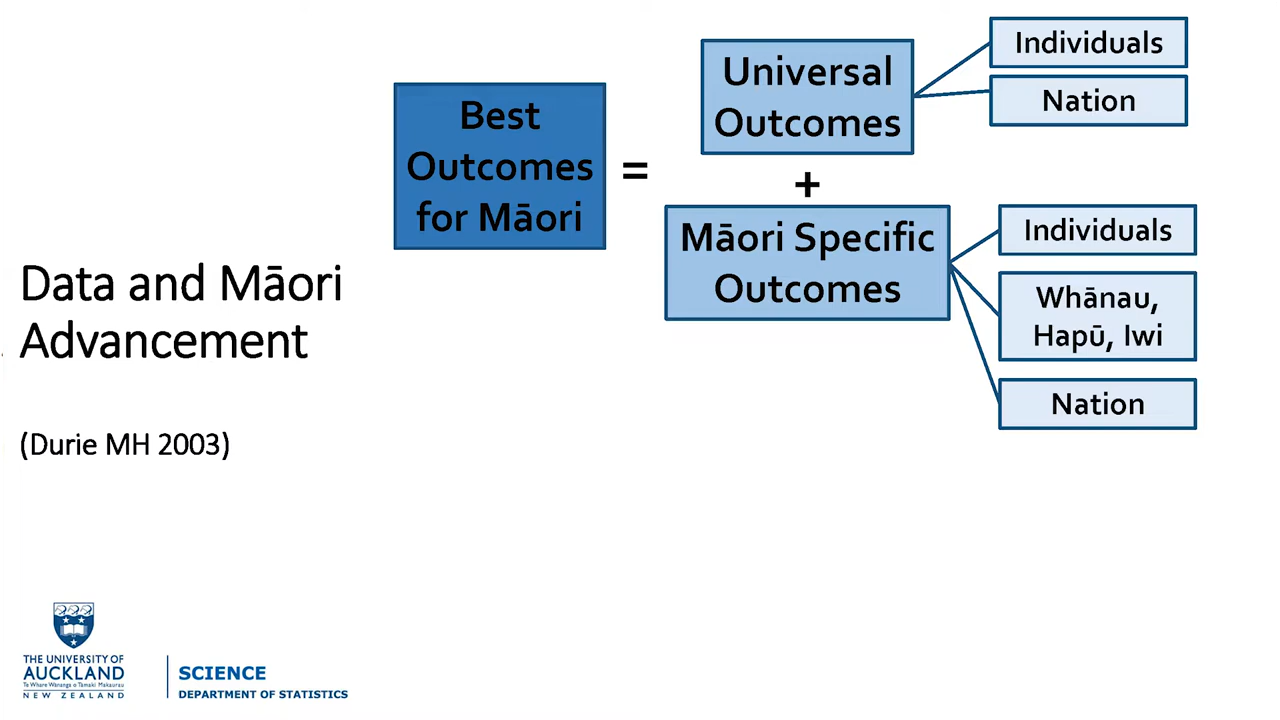 Data and Māori
Advancement
(Durie MH 2003)
Best
Outcomes
for Māori
=
Universal
Outcomes
Individuals
Nation
+
Māori Specific
Outcomes
Individuals
Whānau,
Hapū, Iwi
Nation
THE UNIVERSITY OF
AUCKLAND
Te Whare Wānanga o Tāmaki Makaurau
NEW ZEALAND
SCIENCE
DEPARTMENT OF STATISTICS